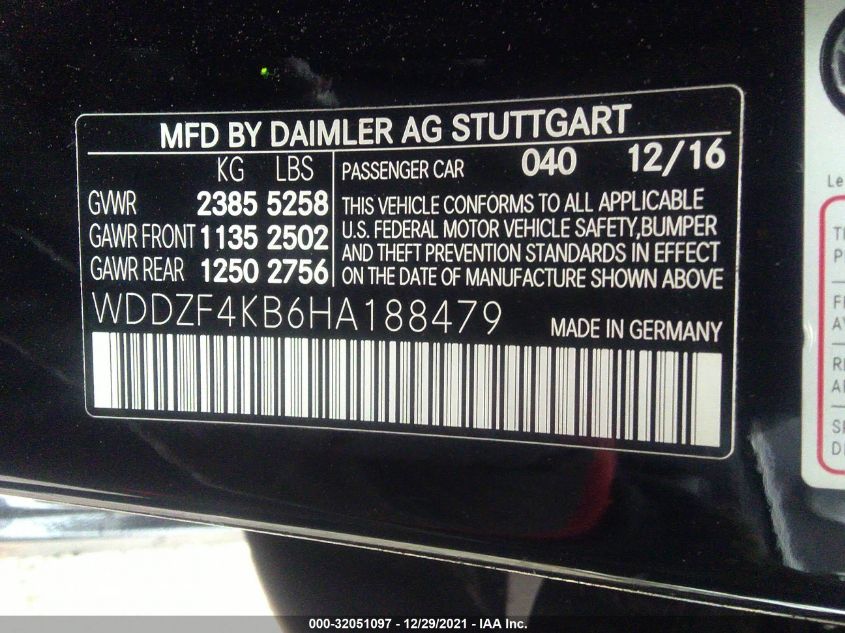 MFD BY DAIMLER AG STUTTGART
KG LBS
GVWR 2385 5258
GAWR FRONT 1135 2502
GAWR REAR 1250 2756
PASSENGER CAR 040 12/16
THIS VEHICLE CONFORMS TO ALL APPLICABLE
U.S. FEDERAL MOTOR VEHICLE SAFETY,BUMPER
AND THEFT PREVENTION STANDARDS IN EFFECT
ON THE DATE OF MANUFACTURE SHOWN ABOVE
WDDZF4KB6HA188479
MADE IN GERMANY
000-32051097 - 12/29/2021 - IAA Inc.